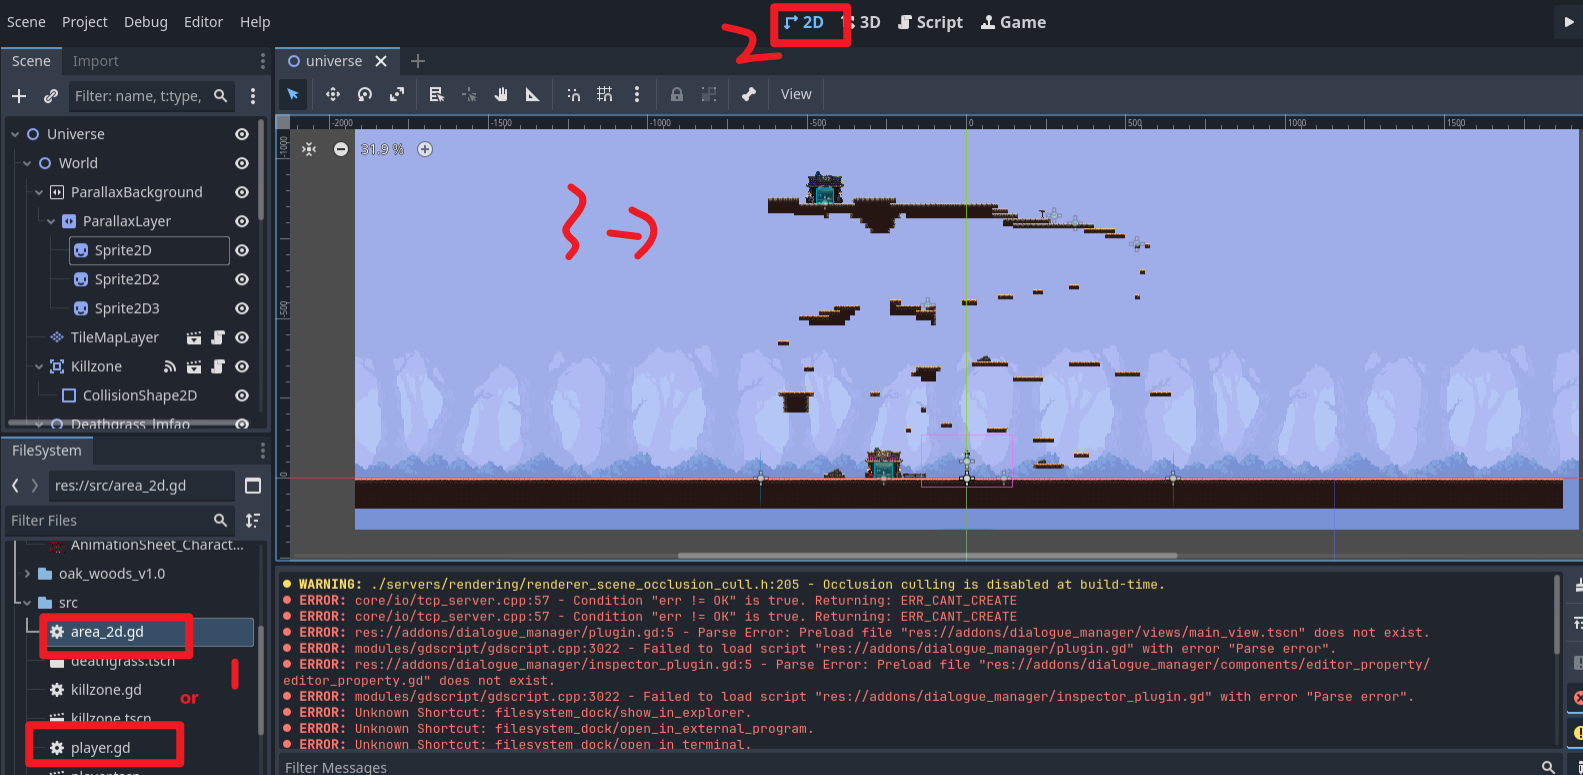 Scene Project Debug Editor Help 2D 3D Script Game
Scene Import universe
2
Filter: name, t:type, View
-2000 -1500 -1000 -500 0 500 1000 1500
Universe
31.9 %
-1000
World
ParallaxBackground
ParallaxLayer
Sprite2D
Sprite2D2
Sprite2D3
-500
TileMapLayer
Killzone
CollisionShape2D
Deathgrass_lmfao
FileSystem
0
res://src/area_2d.gd
Filter Files
AnimationSheet_Charact...
oak_woods_v1.0
src
area_2d.gd
deathgrass.tscn
1
killzone.gd
or
killzone.tscn
player.gd
player.tscn
WARNING: ./servers/rendering/renderer_scene_occlusion_cull.h:205 - Occlusion culling is disabled at build-time.
ERROR: core/io/tcp_server.cpp:57 - Condition "err != OK" is true. Returning: ERR_CANT_CREATE
ERROR: core/io/tcp_server.cpp:57 - Condition "err != OK" is true. Returning: ERR_CANT_CREATE
ERROR: res://addons/dialogue_manager/plugin.gd:5 - Parse Error: Preload file "res://addons/dialogue_manager/views/main_view.tscn" does not exist.
ERROR: modules/gdscript/gdscript.cpp:3022 - Failed to load script "res://addons/dialogue_manager/plugin.gd" with error "Parse error".
ERROR: res://addons/dialogue_manager/inspector_plugin.gd:5 - Parse Error: Preload file "res://addons/dialogue_manager/components/editor_property/
editor_property.gd" does not exist.
ERROR: modules/gdscript/gdscript.cpp:3022 - Failed to load script "res://addons/dialogue_manager/inspector_plugin.gd" with error "Parse error".
ERROR: Unknown Shortcut: filesystem_dock/show_in_explorer.
ERROR: Unknown Shortcut: filesystem_dock/open_in_external_program.
ERROR: Unknown Shortcut: filesystem_dock/open_in_terminal.
Filter Messages